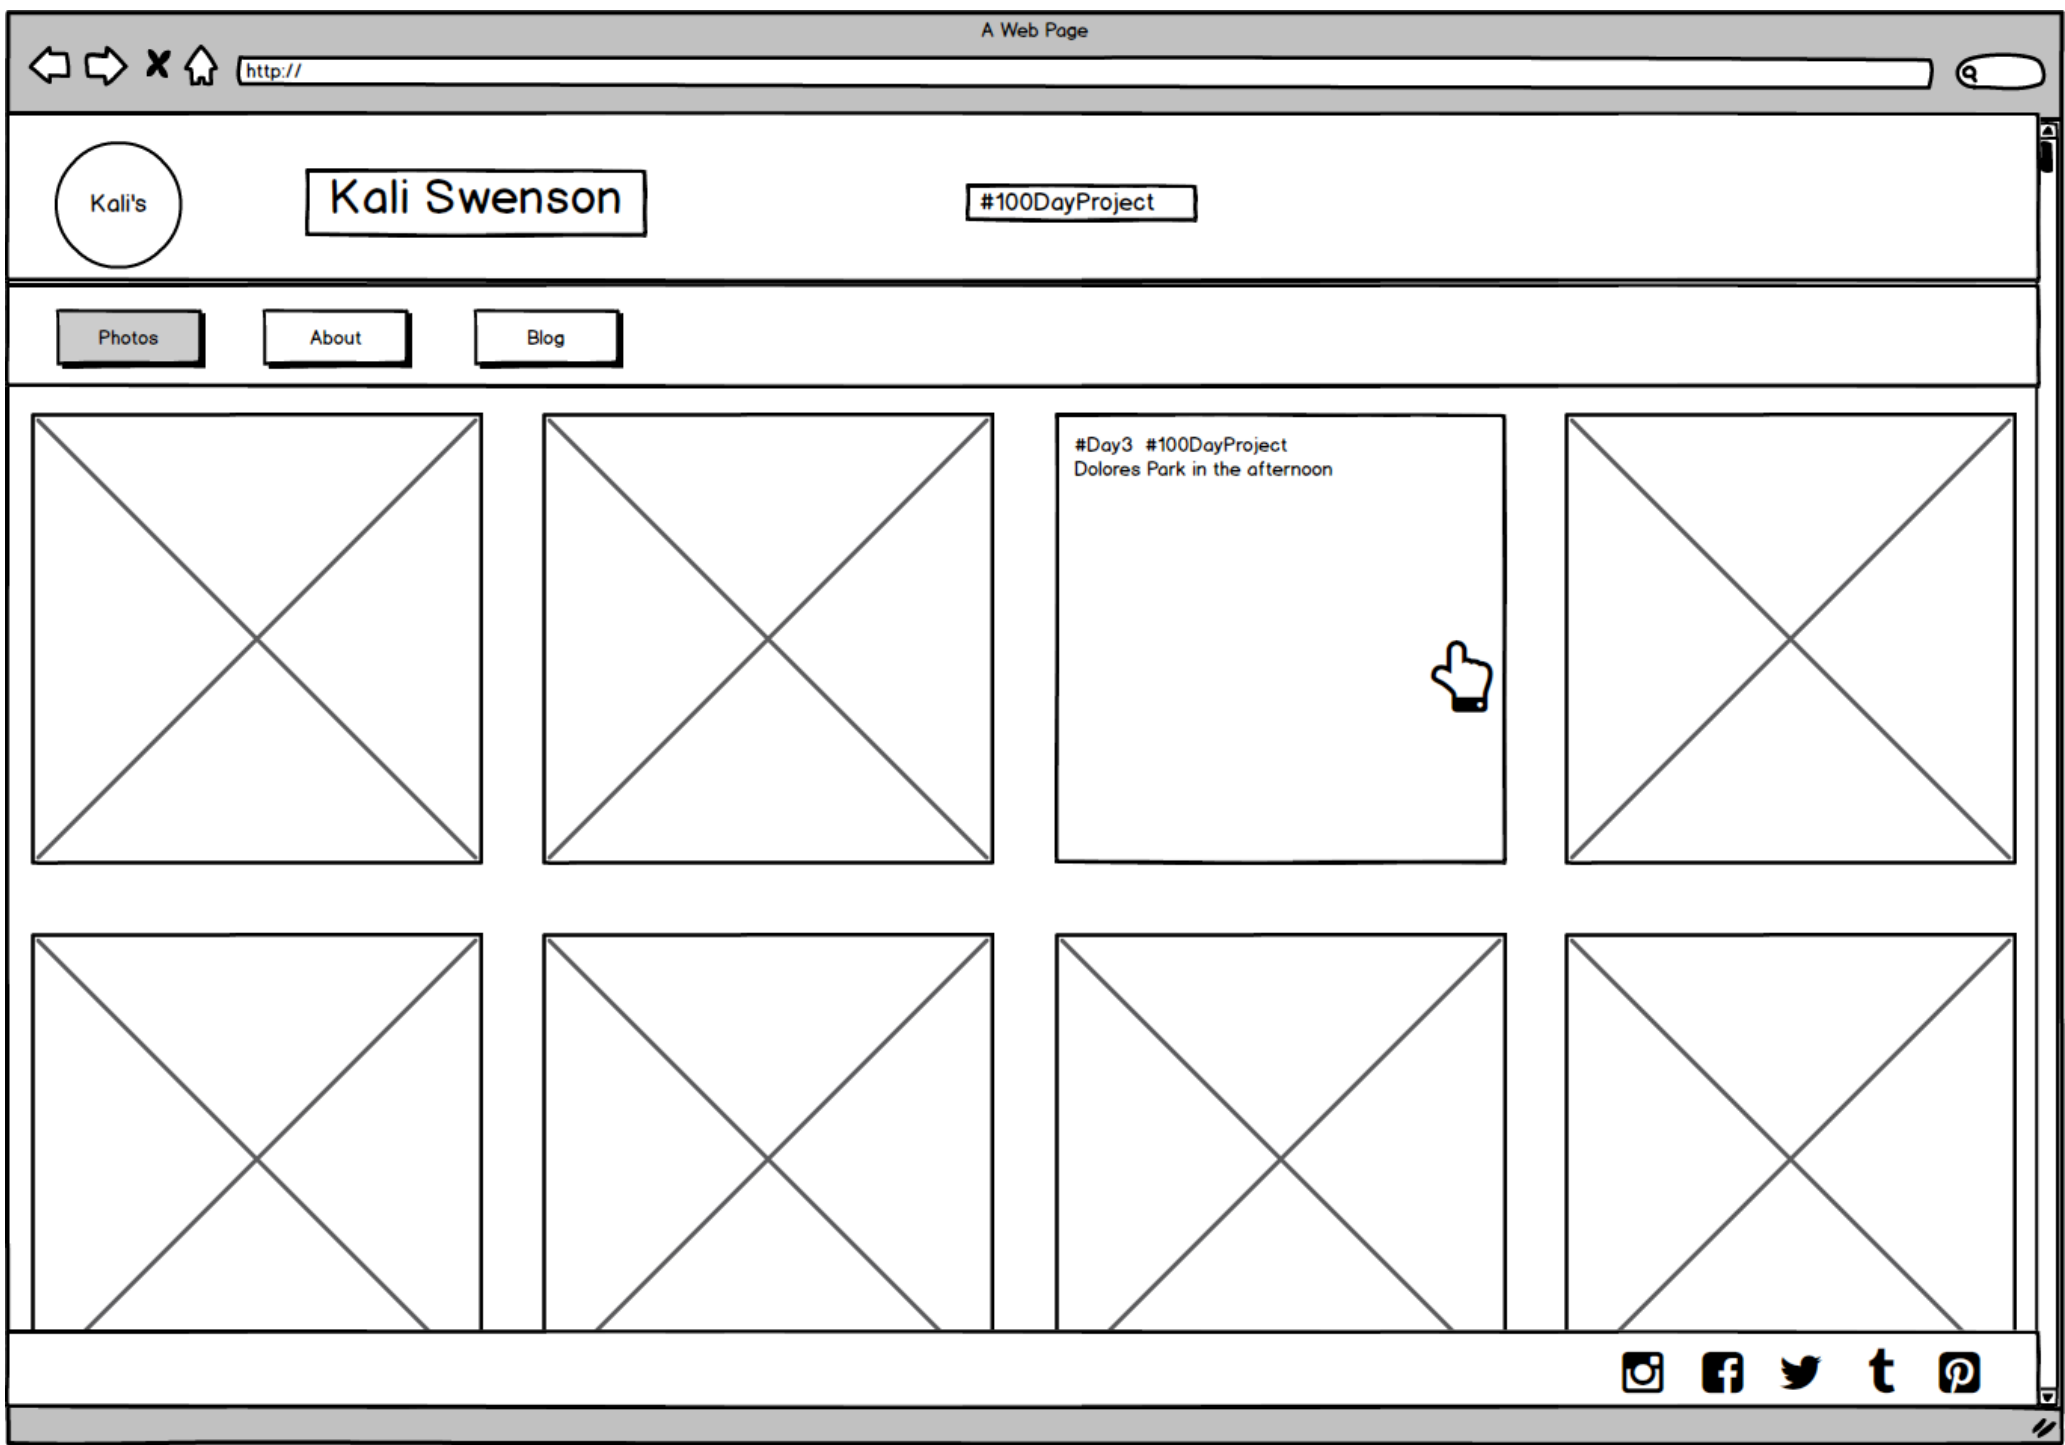 A Web Page
http://
Kali's
Kali Swenson
#100DayProject
Photos
About
Blog
#Day3 #100DayProject
Dolores Park in the afternoon